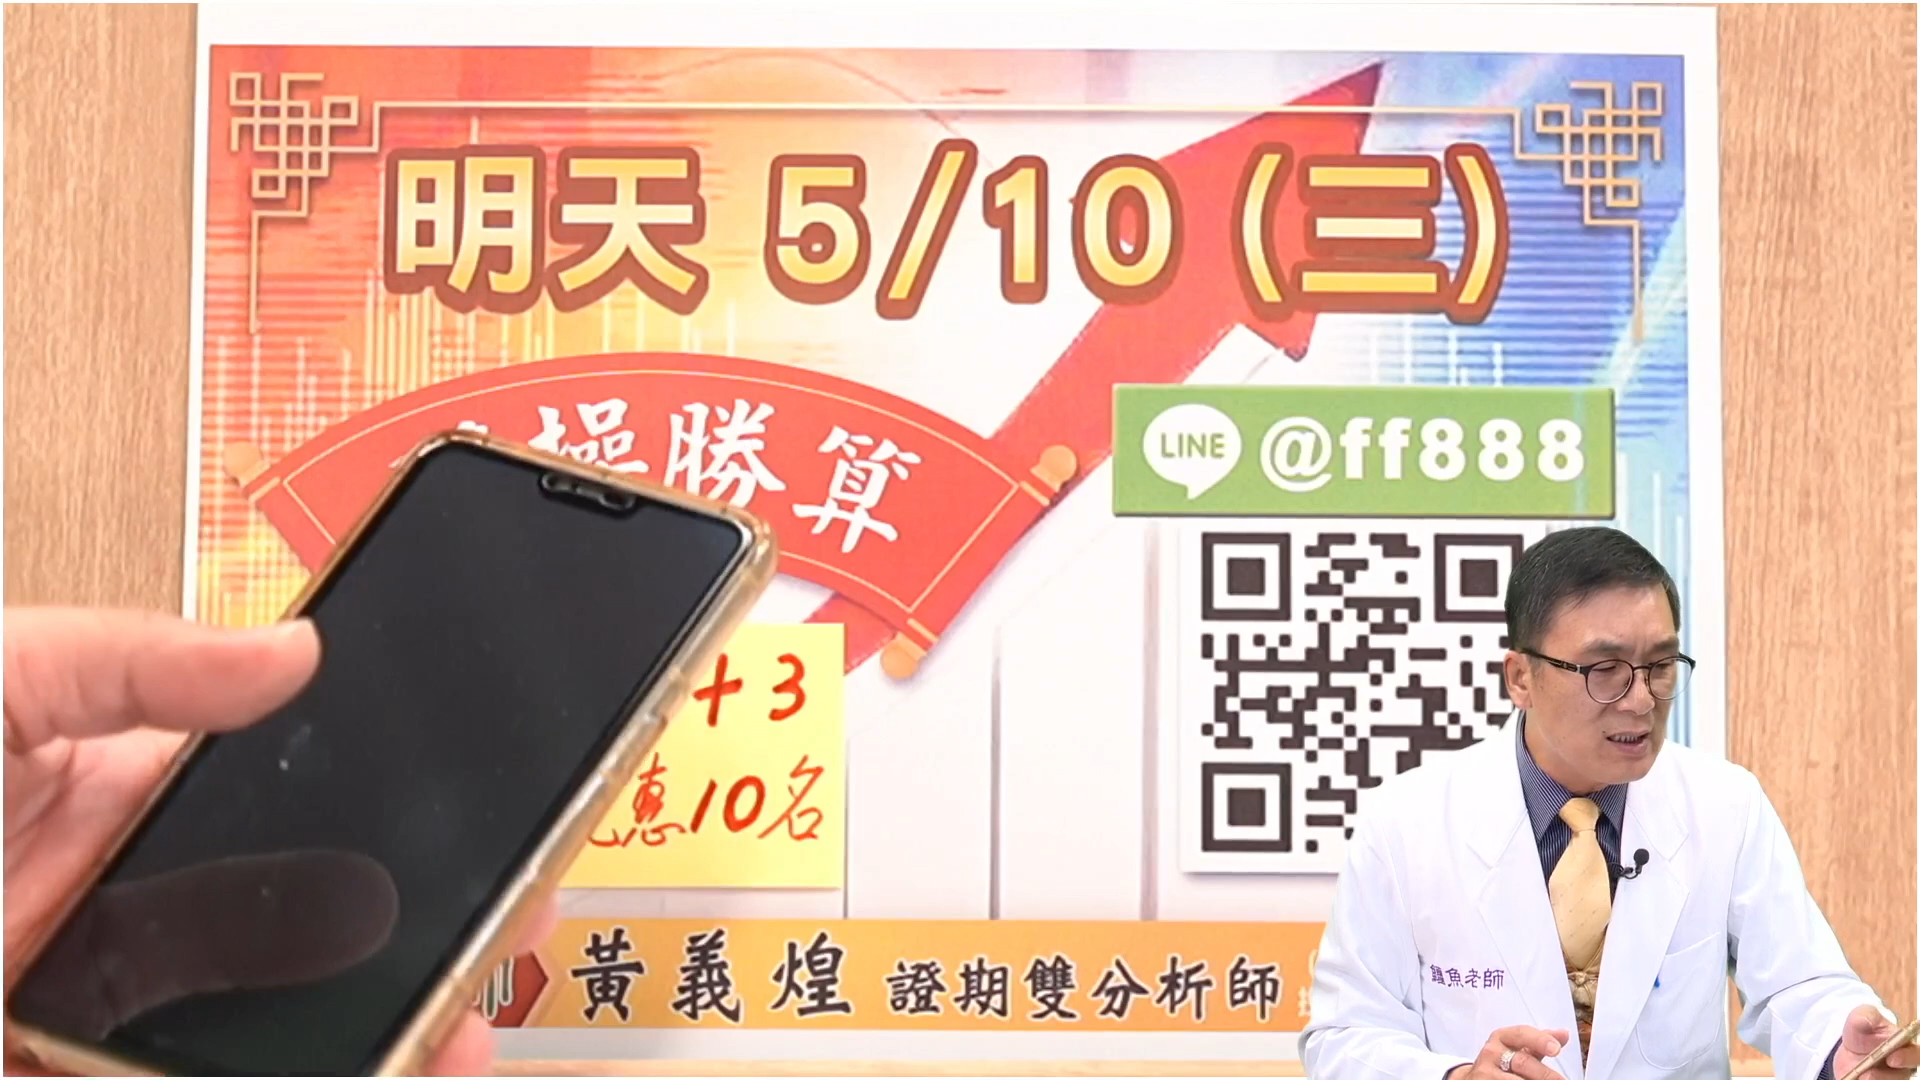 明天 5/10 (三)
操勝算
LINE @ff888
+3
惠10名
黃義煌 證期雙分析師
鱷魚老師